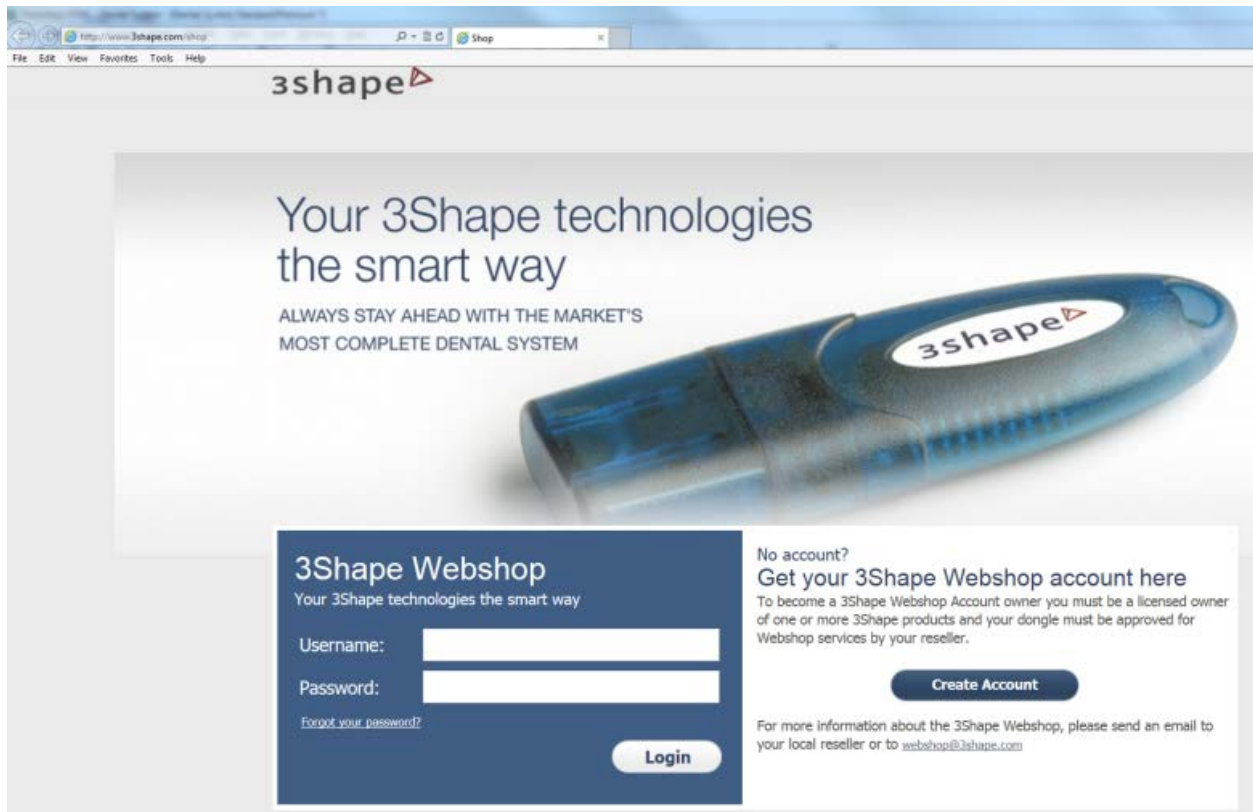 http://www.3shape.com/shop
Shop
File Edit View Favorites Tools Help
3shape
Your 3Shape technologies
the smart way
ALWAYS STAY AHEAD WITH THE MARKET'S
MOST COMPLETE DENTAL SYSTEM
3shape
3Shape Webshop
Your 3Shape technologies the smart way
Username:
Password:
Forgot your password?
Login
No account?
Get your 3Shape Webshop account here
To become a 3Shape Webshop Account owner you must be a licensed owner
of one or more 3Shape products and your dongle must be approved for
Webshop services by your reseller.
Create Account
For more information about the 3Shape Webshop, please send an email to
your local reseller or to webshop@3shape.com